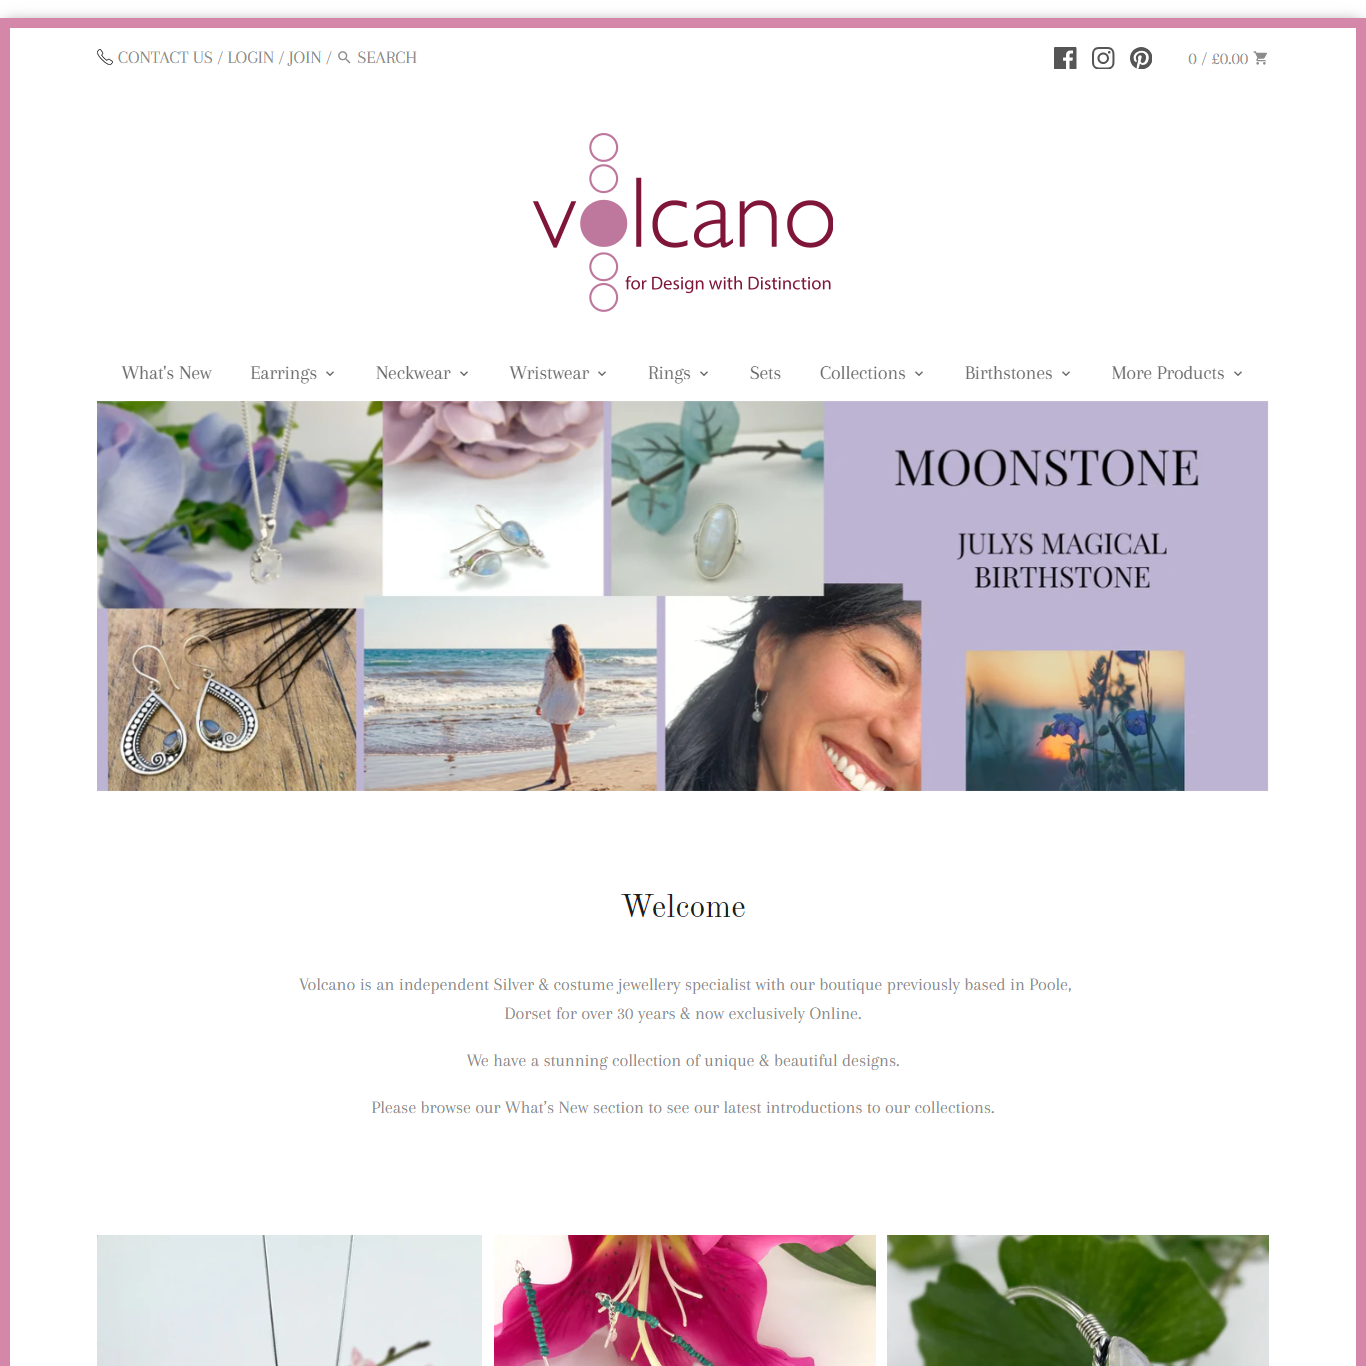 CONTACT US / LOGIN / JOIN / SEARCH
0 / £0.00
volcano
for Design with Distinction
What's New Earrings Neckwear Wristwear Rings Sets Collections Birthstones More Products
MOONSTONE
JULYS MAGICAL
BIRTHSTONE
Welcome
Volcano is an independent Silver & costume jewellery specialist with our boutique previously based in Poole,
Dorset for over 30 years & now exclusively Online.
We have a stunning collection of unique & beautiful designs.
Please browse our What's New section to see our latest introductions to our collections.